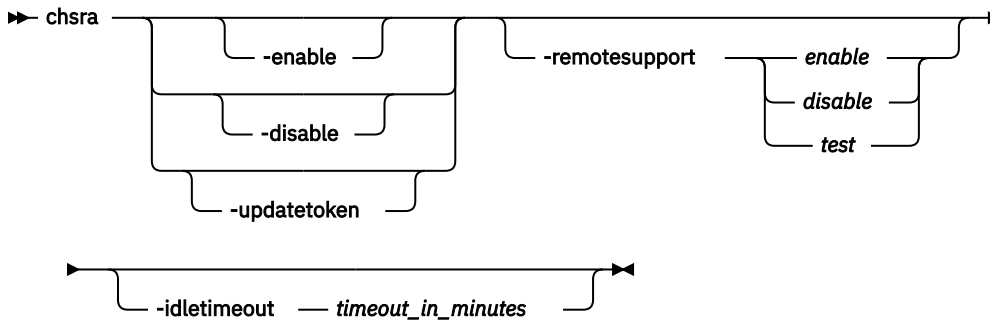 chsra
-enable
-disable
-updatetoken
-remotesupport enable
disable
test
-idletimeout timeout_in_minutes